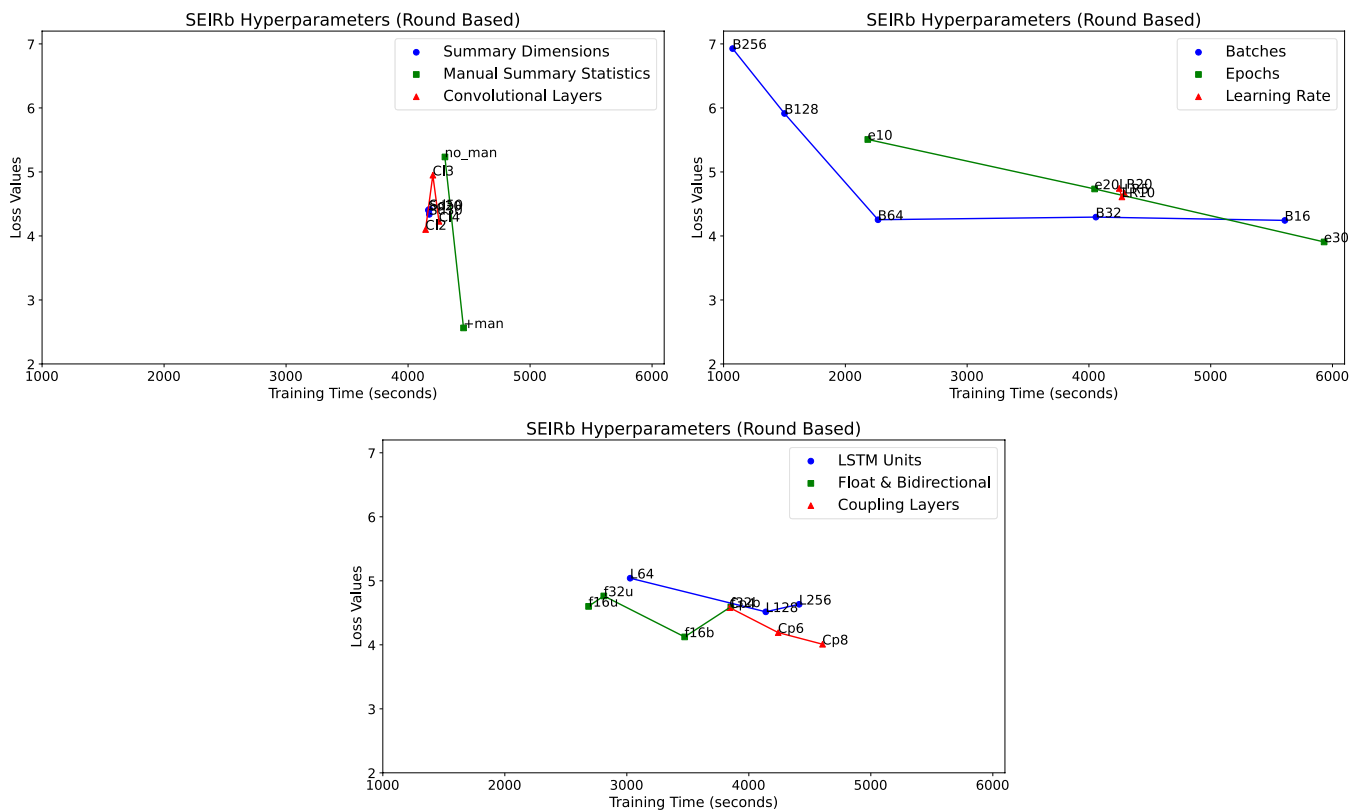 SEIRb Hyperparameters (Round Based)
Loss Values
7
6
5
4
3
2
Summary Dimensions
Manual Summary Statistics
Convolutional Layers
no_man
Cl3
Cl4
Cl2
+man
1000 2000 3000 4000 5000 6000
Training Time (seconds)
SEIRb Hyperparameters (Round Based)
Loss Values
7
6
5
4
3
2
Batches
Epochs
Learning Rate
B256
B128
e10
e20
LR20
LR10
B64
B32
B16
e30
1000 2000 3000 4000 5000 6000
Training Time (seconds)
SEIRb Hyperparameters (Round Based)
Loss Values
7
6
5
4
3
2
LSTM Units
Float & Bidirectional
Coupling Layers
L64
f32u
f16u
f16b
L128
L256
Cp6
Cp8
1000 2000 3000 4000 5000 6000
Training Time (seconds)